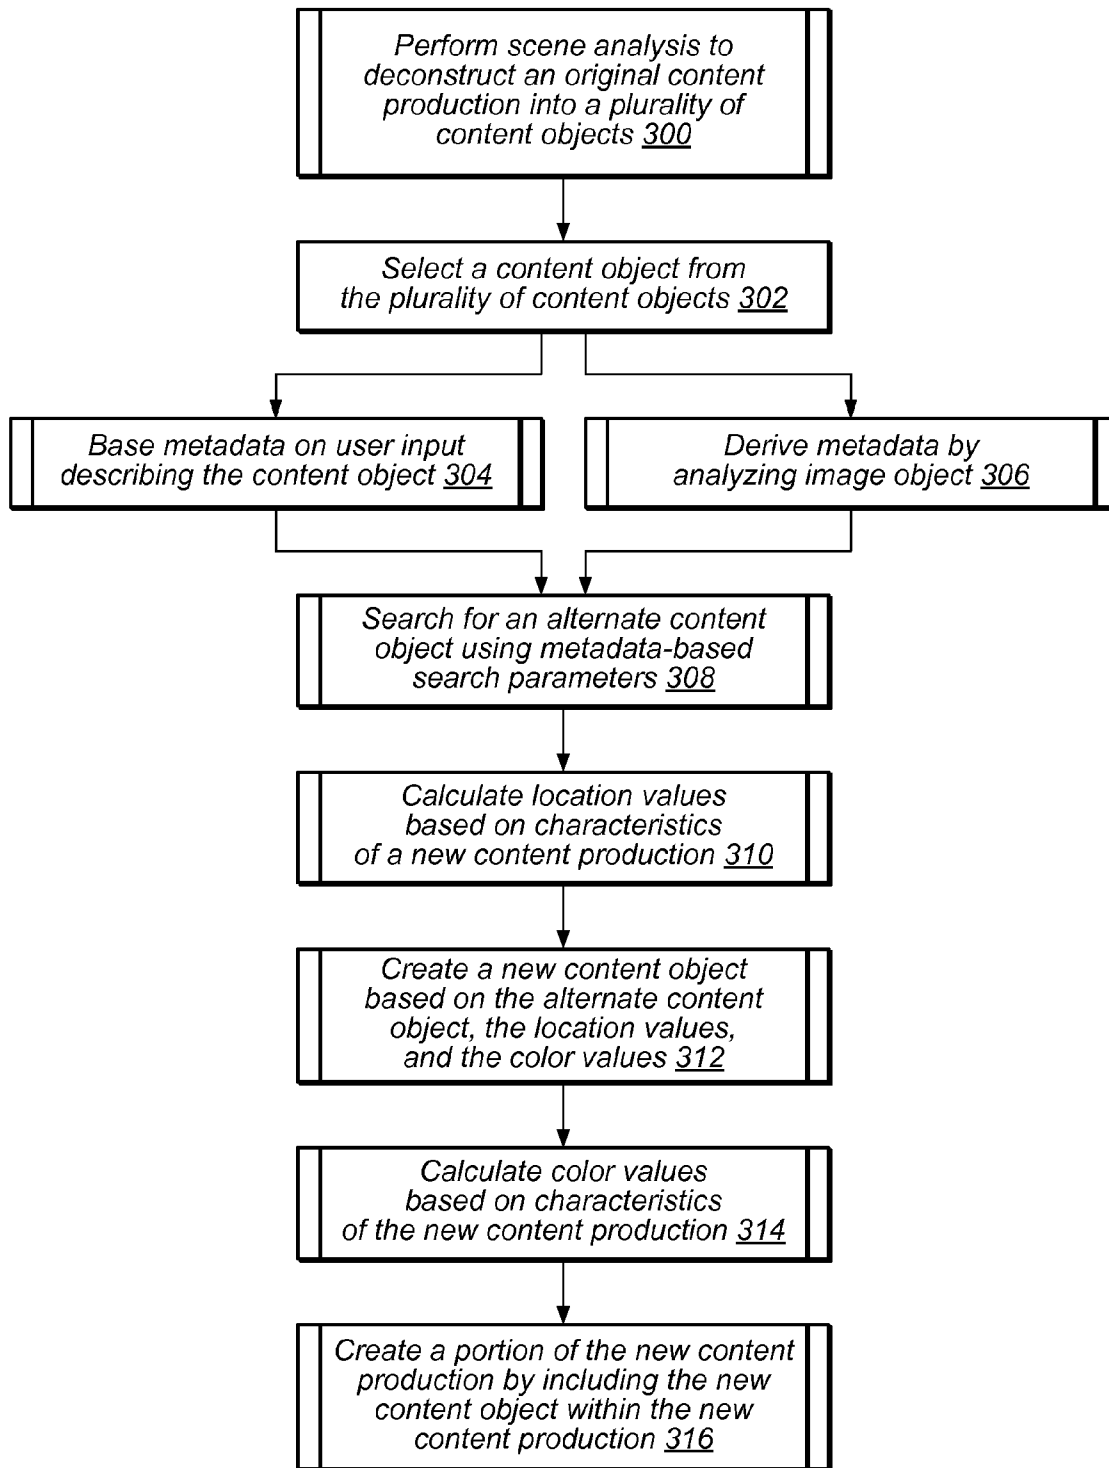 Perform scene analysis to
deconstruct an original content
production into a plurality of
content objects 300
Select a content object from
the plurality of content objects 302
Base metadata on user input
describing the content object 304
Derive metadata by
analyzing image object 306
Search for an alternate content
object using metadata-based
search parameters 308
Calculate location values
based on characteristics
of a new content production 310
Create a new content object
based on the alternate content
object, the location values,
and the color values 312
Calculate color values
based on characteristics
of the new content production 314
Create a portion of the new content
production by including the new
content object within the new
content production 316